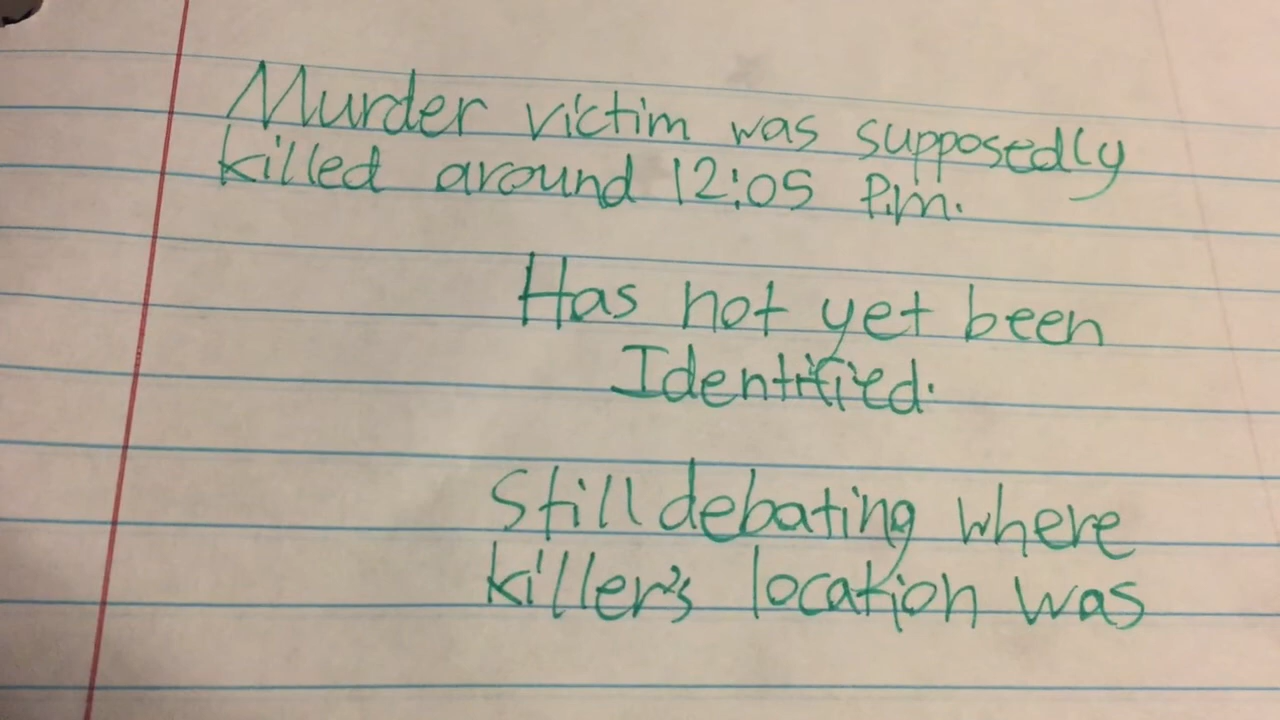 Murder victim was supposedly
killed around 12:05 P.m.
Has not yet been
Identified.
Still debating where
killer's location was